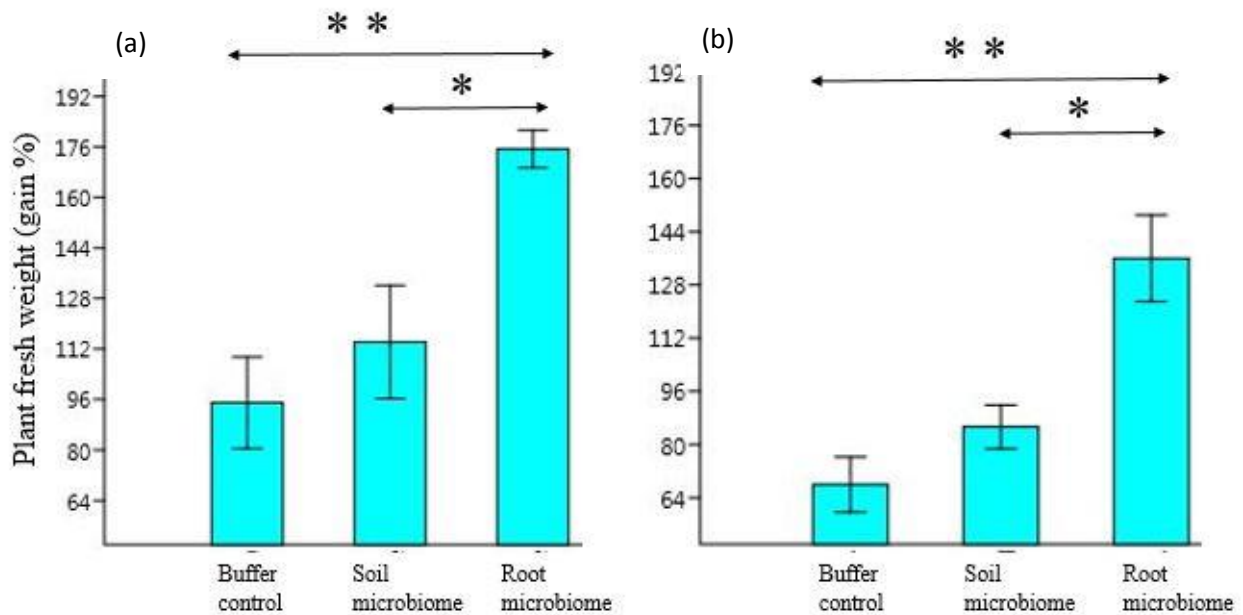 (a)
* *
*
192
176
160
144
128
112
96
80
64
Plant fresh weight (gain %)
Buffer
control
Soil
microbiome
Root
microbiome
(b)
* *
*
192
176
160
144
128
112
96
80
64
Buffer
control
Soil
microbiome
Root
microbiome